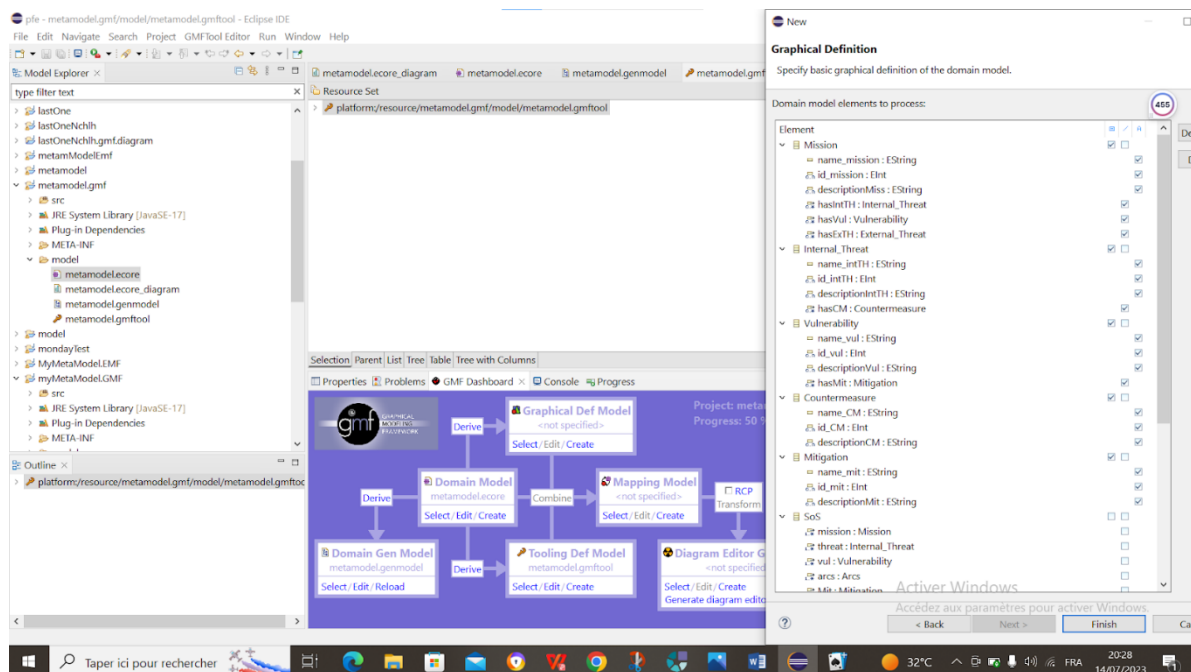 pfe - metamodel.gmf/model/metamodel.gmftool - Eclipse IDE
File Edit Navigate Search Project GMFTool Editor Run Window Help
Model Explorer
type filter text
lastOne
lastOneNchlh
lastOneNchlh.gmf.diagram
metamModelEmf
metamodel
metamodel.gmf
src
JRE System Library [JavaSE-17]
Plug-in Dependencies
META-INF
model
metamodel.ecore
metamodel.ecore_diagram
metamodel.genmodel
metamodel.gmftool
model
mondayTest
MyMetaModel.EMF
myMetaModel.GMF
src
JRE System Library [JavaSE-17]
Plug-in Dependencies
META-INF
Outline
platform:/resource/metamodel.gmf/model/metamodel.gmftoo
metamodel.ecore_diagram metamodel.ecore metamodel.genmodel metamodel.gmf
Resource Set
platform:/resource/metamodel.gmf/model/metamodel.gmftool
Selection Parent List Tree Table Tree with Columns
Properties Problems GMF Dashboard Console Progress
gmf GRAPHICAL MODELING FRAMEWORK
Project: meta
Progress: 50 %
Derive
Graphical Def Model
<not specified>
Select/Edit/Create
Derive
Domain Model
metamodel.ecore
Select/Edit/Create
Combine
Mapping Model
<not specified>
Select/Edit/Create
RCP
Transform
Domain Gen Model
metamodel.genmodel
Select/Edit/Reload
Derive
Tooling Def Model
metamodel.gmftool
Select/Edit/Create
Diagram Editor G
<not specified
Select/Edit/Create
Generate diagram edito
New
Graphical Definition
Specify basic graphical definition of the domain model.
Domain model elements to process:
455
De
D
Element
Mission
name_mission : EString
id_mission : EInt
descriptionMiss : EString
hasIntTH : Internal_Threat
hasVul : Vulnerability
hasExTH : External_Threat
Internal_Threat
name_intTH : EString
id_intTH : EInt
descriptionIntTH : EString
hasCM : Countermeasure
Vulnerability
name_vul : EString
id_vul : EInt
descriptionVul : EString
hasMit : Mitigation
Countermeasure
name_CM : EString
id_CM : EInt
descriptionCM : EString
Mitigation
name_mit : EString
id_mit : EInt
descriptionMit : EString
SoS
mission : Mission
threat : Internal_Threat
vul : Vulnerability
arcs : Arcs
Mit : Mitigation
Activer Windows
Accédez aux paramètres pour activer Windows.
< Back Next > Finish Ca
Taper ici pour rechercher
32°C
FRA
20:28
14/07/2023